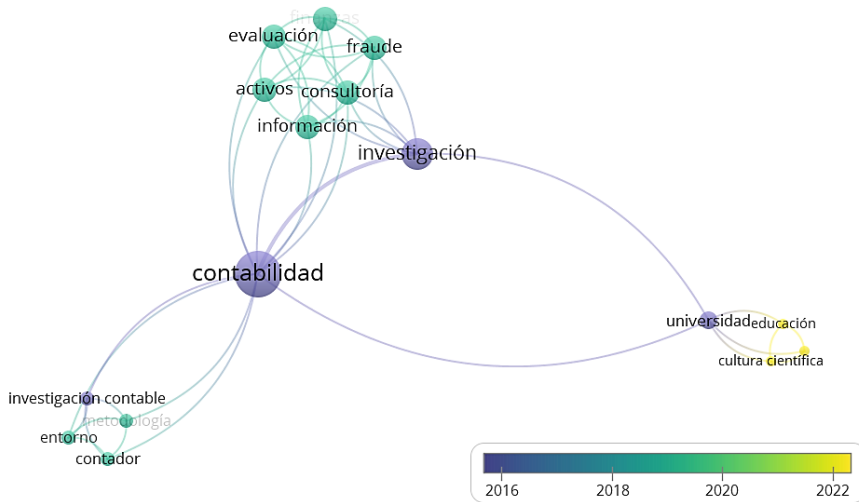 finanzas
evaluación
fraude
activos
consultoría
información
investigación
contabilidad
universidad
educación
cultura científica
investigación contable
metodología
entorno
contador
2016
2018
2020
2022